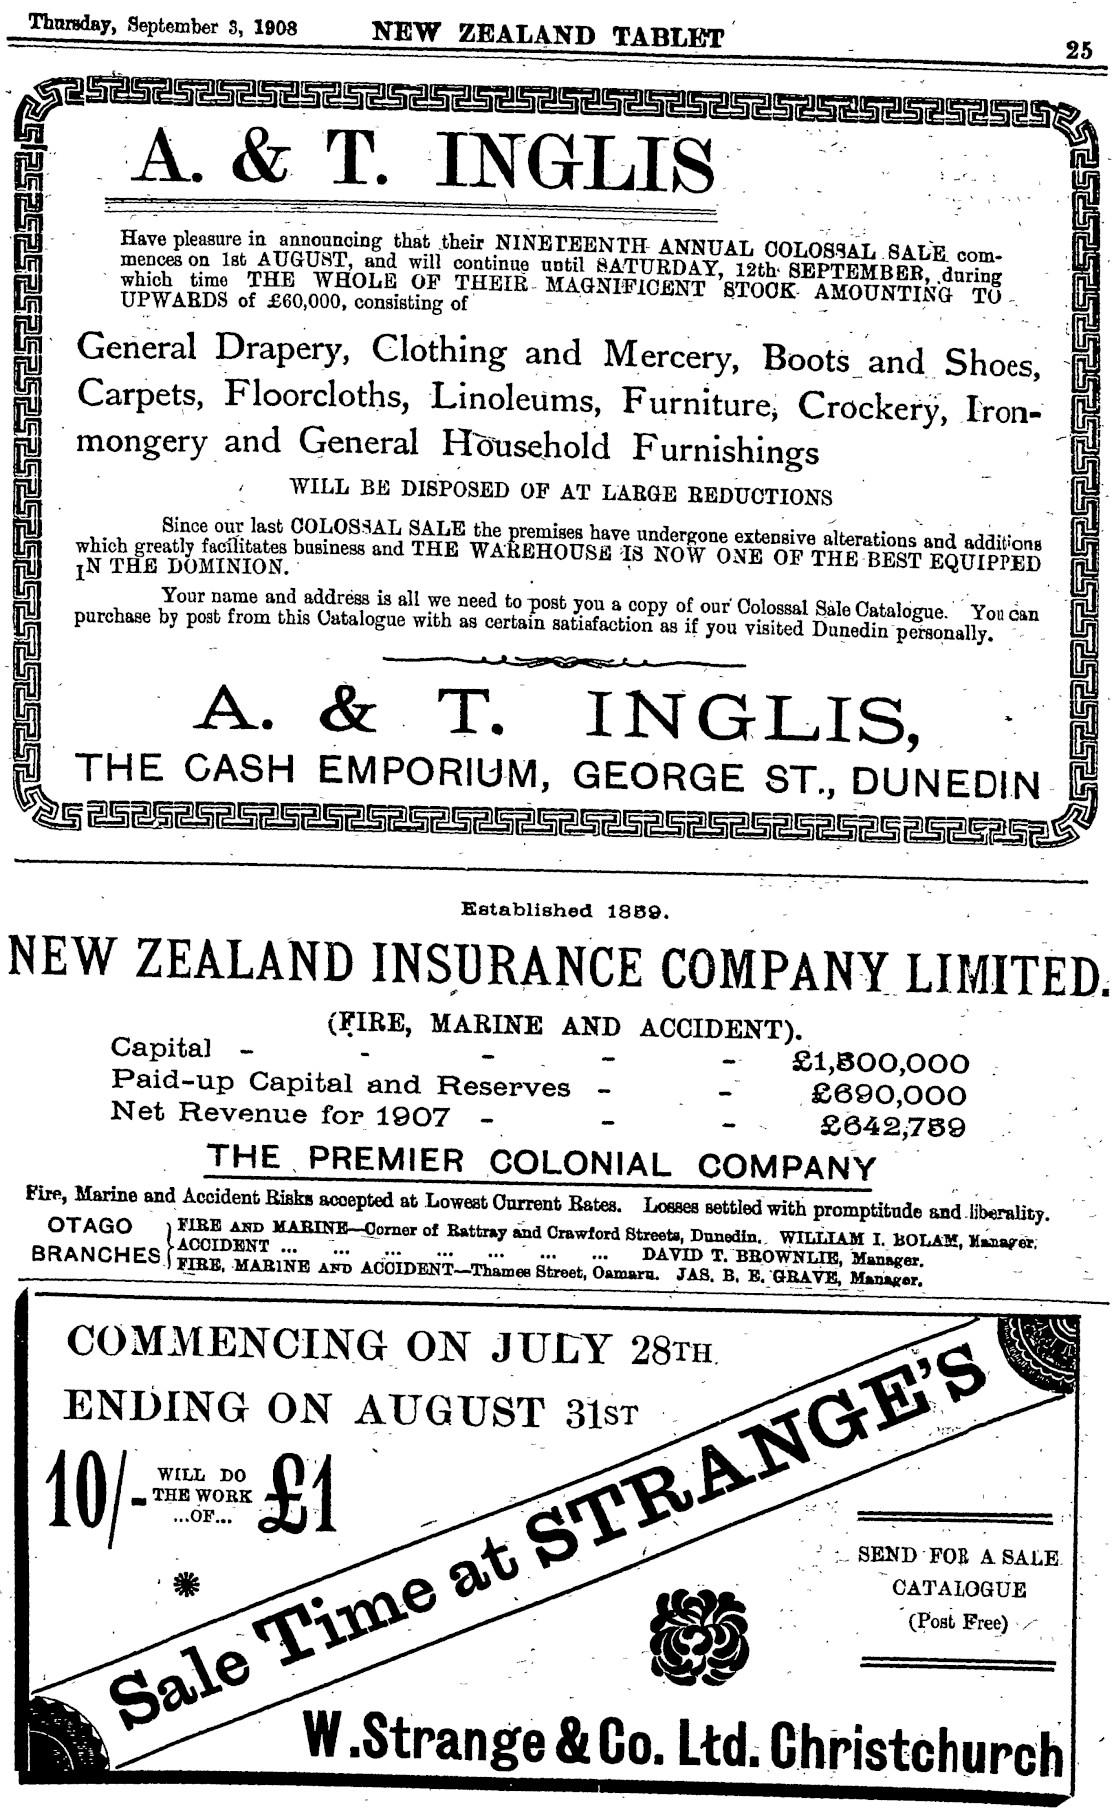 Thursday, September 3, 1908 NEW ZEALAND TABLET 25
A. & T. INGLIS
Have pleasure in announcing that their NINETEENTH ANNUAL COLOSSAL SALE com-
mences on 1st AUGUST, and will continue until SATURDAY, 12th SEPTEMBER, during
which time THE WHOLE OF THEIR MAGNIFICENT STOCK AMOUNTING TO
UPWARDS of £60,000, consisting of
General Drapery, Clothing and Mercery, Boots and Shoes,
Carpets, Floorcloths, Linoleums, Furniture, Crockery, Iron-
mongery and General Household Furnishings
WILL BE DISPOSED OF AT LARGE REDUCTIONS
Since our last COLOSSAL SALE the premises have undergone extensive alterations and additions
which greatly facilitates business and THE WAREHOUSE IS NOW ONE OF THE BEST EQUIPPED
IN THE DOMINION.
Your name and address is all we need to post you a copy of our Colossal Sale Catalogue. You can
purchase by post from this Catalogue with as certain satisfaction as if you visited Dunedin personally.
A. & T. INGLIS,
THE CASH EMPORIUM, GEORGE ST., DUNEDIN
Established 1859.
NEW ZEALAND INSURANCE COMPANY LIMITED.
(FIRE, MARINE AND ACCIDENT).
Capital - - - - - £1,500,000
Paid-up Capital and Reserves - - £690,000
Net Revenue for 1907 - - - £642,759
THE PREMIER COLONIAL COMPANY
Fire, Marine and Accident Risks accepted at Lowest Current Rates. Losses settled with promptitude and liberality.
OTAGO BRANCHES
FIRE AND MARINE—Corner of Rattray and Crawford Streets, Dunedin. WILLIAM I. BOLAM, Manager.
ACCIDENT ... ... ... ... ... ... ... DAVID T. BROWNLIE, Manager.
FIRE, MARINE AND ACCIDENT—Thames Street, Oamaru. JAS. B. E. GRAVE, Manager.
COMMENCING ON JULY 28TH
ENDING ON AUGUST 31ST
10/- WILL DO THE WORK ...OF... £1
Sale Time at STRANGE'S
SEND FOR A SALE
CATALOGUE
(Post Free)
W. Strange & Co. Ltd. Christchurch